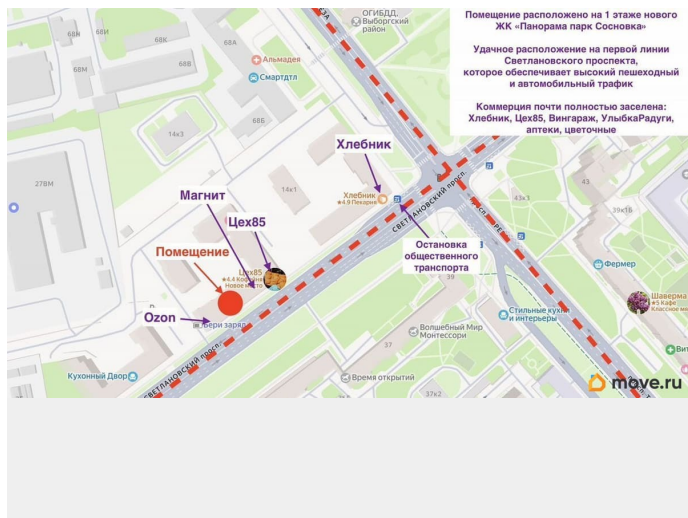 Помещение расположено на 1 этаже нового
ЖК «Панорама парк Сосновка»
Удачное расположение на первой линии
Светлановского проспекта,
которое обеспечивает высокий пешеходный
и автомобильный трафик
Коммерция почти полностью заселена:
Хлебник, Цех85, Вингараж, УлыбкаРадуги,
аптеки, цветочные
ОГИБДД,
Выборгский
район
68И
68К
68А
68М
Альмадея
Смартдтл
68Б
14к3
27ВМ
14к1
Хлебник
Хлебник
★4.9 Пекарня
Магнит
Цех85
Помещение
Цех85
Ozon
Бери заряд
Кухонный Двор
СВЕТЛАНОВСКИЙ просп.
СВЕТЛАНОВСКИЙ просп.
Остановка
общественного
транспорта
43к1
43
39к16
39
37
Фермер
Шаверма
★5 Кафе
Стильные кухни
и интерьеры
Волшебный Мир
Монтессори
Время открытий
move.ru